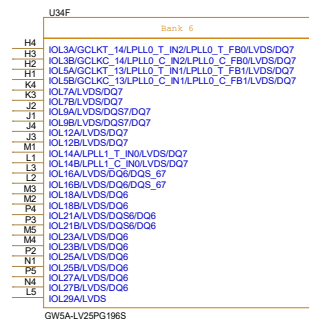 U34F
Bank 6
H4 IOL3A/GCLKT_14/LPLL0_T_IN2/LPLL0_T_FB0/LVDS/DQ7
H3 IOL3B/GCLKC_14/LPLL0_C_IN2/LPLL0_C_FB0/LVDS/DQ7
H2 IOL5A/GCLKT_13/LPLL0_T_IN1/LPLL0_T_FB1/LVDS/DQ7
H1 IOL5B/GCLKC_13/LPLL0_C_IN1/LPLL0_C_FB1/LVDS/DQ7
K4 IOL7A/LVDS/DQ7
K3 IOL7B/LVDS/DQ7
J2 IOL9A/LVDS/DQS7/DQ7
J1 IOL9B/LVDS/DQS7/DQ7
J4 IOL12A/LVDS/DQ7
J3 IOL12B/LVDS/DQ7
M1 IOL14A/LPLL1_T_IN0/LVDS/DQ7
L1 IOL14B/LPLL1_C_IN0/LVDS/DQ7
L3 IOL16A/LVDS/DQ6/DQS_67
L2 IOL16B/LVDS/DQ6/DQS_67
M3 IOL18A/LVDS/DQ6
M2 IOL18B/LVDS/DQ6
P4 IOL21A/LVDS/DQS6/DQ6
P3 IOL21B/LVDS/DQS6/DQ6
M5 IOL23A/LVDS/DQ6
M4 IOL23B/LVDS/DQ6
P2 IOL25A/LVDS/DQ6
N1 IOL25B/LVDS/DQ6
P5 IOL27A/LVDS/DQ6
N4 IOL27B/LVDS/DQ6
L5 IOL29A/LVDS
GW5A-LV25PG196S